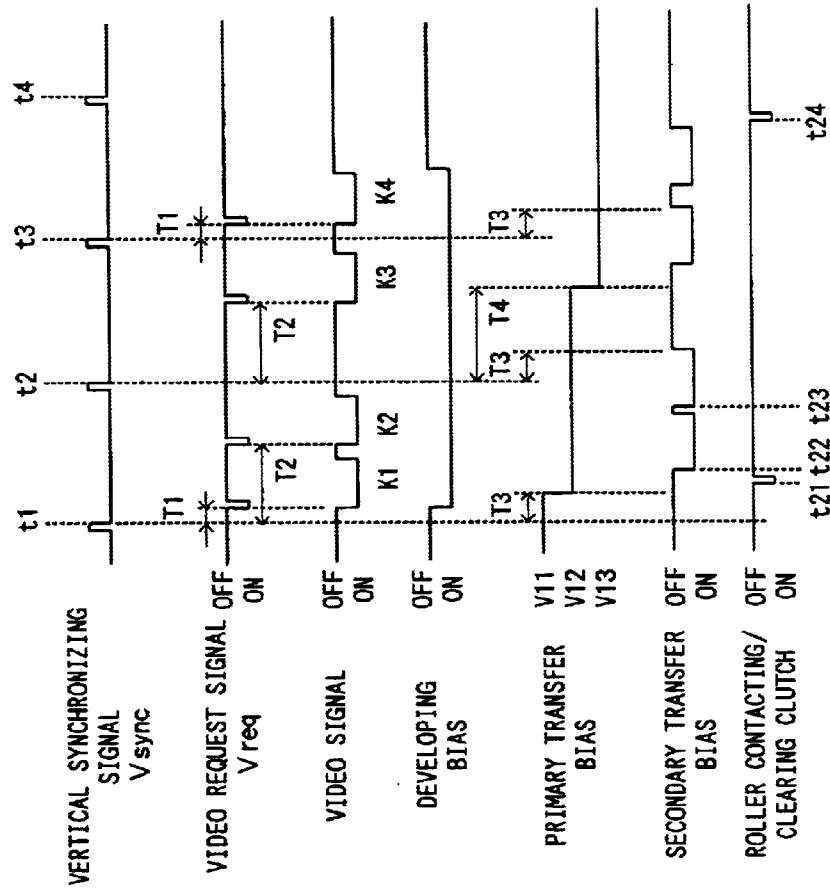 t1
t2
t3
t4
VERTICAL SYNCHRONIZING
SIGNAL
Vsync
T1
T1
VIDEO REQUEST SIGNAL
Vreq
OFF
ON
T2
T2
VIDEO SIGNAL
OFF
ON
K1
K2
K3
K4
DEVELOPING
BIAS
OFF
ON
PRIMARY TRANSFER
BIAS
V11
V12
V13
T3
T3
T4
T3
SECONDARY TRANSFER
BIAS
OFF
ON
ROLLER CONTACTING/
CLEARING CLUTCH
OFF
ON
t21
t22
t23
t24